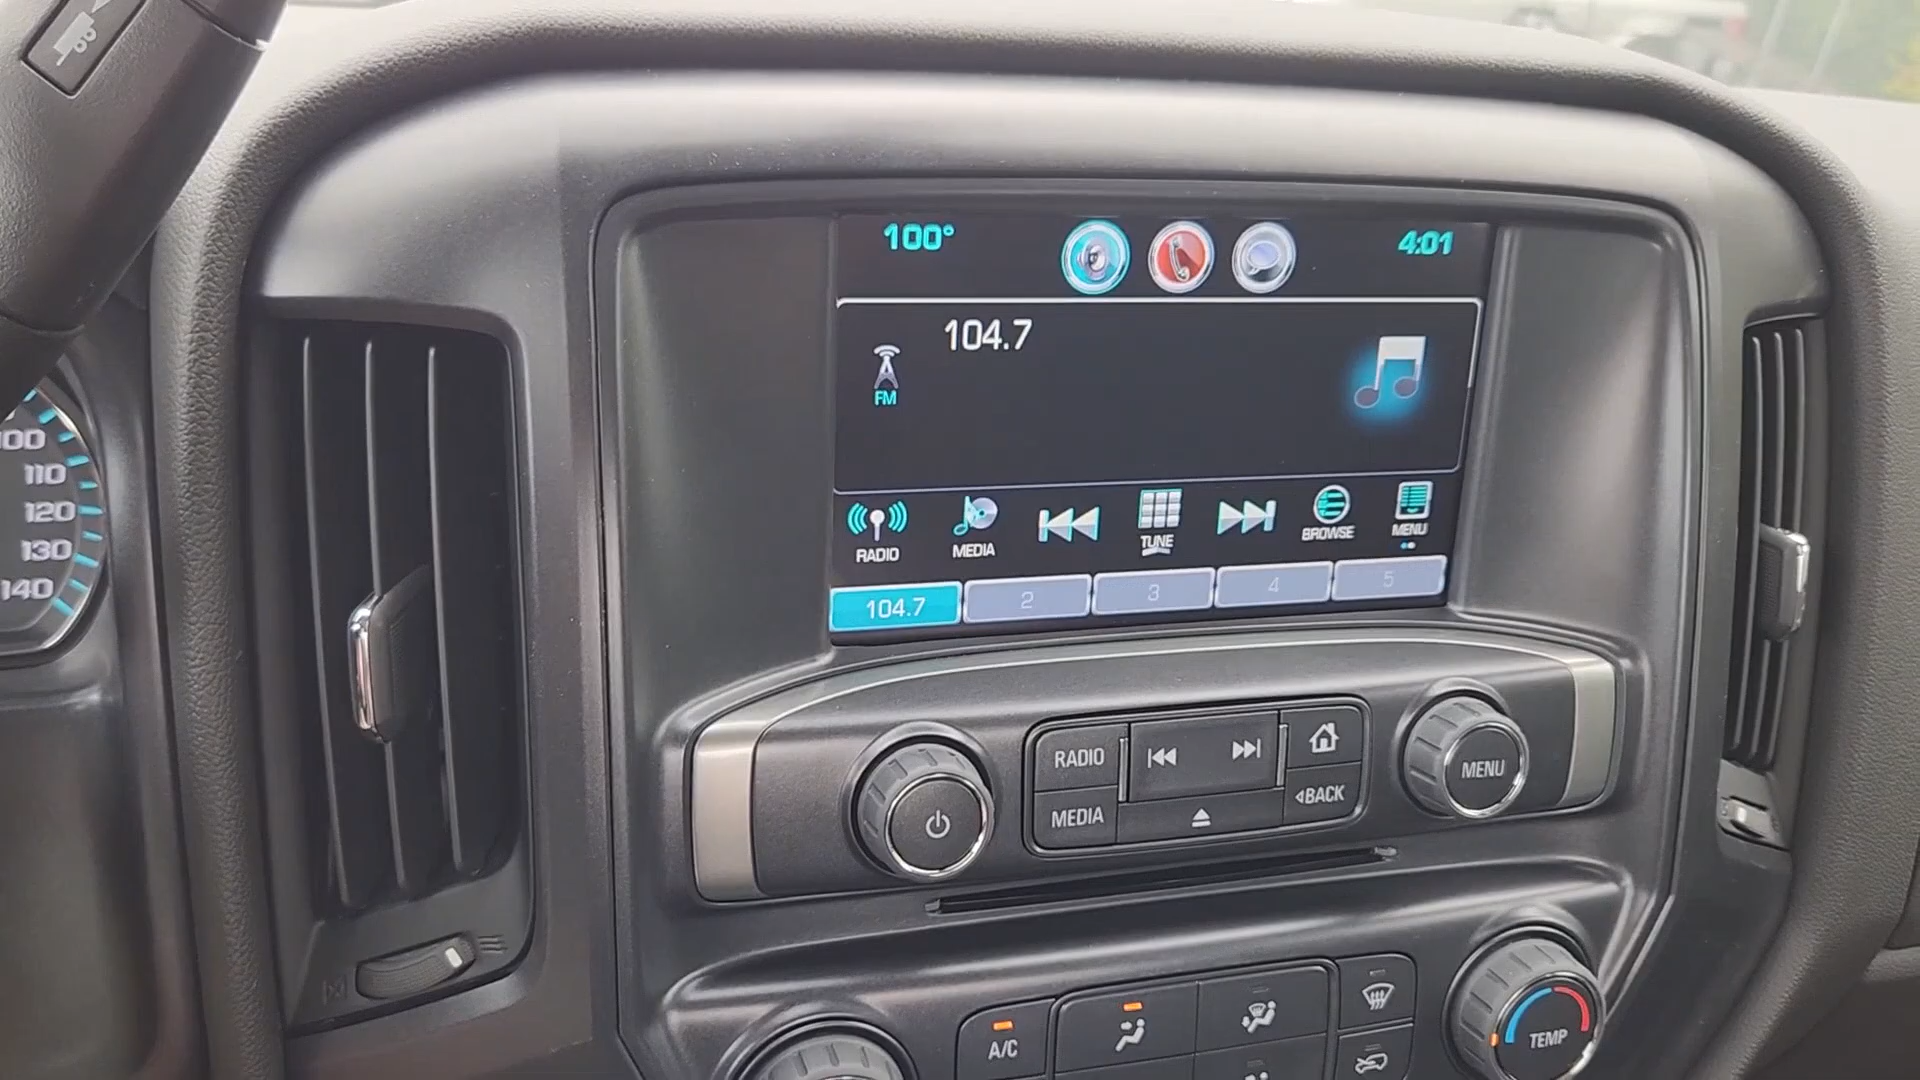 100°
4:01
104.7
FM
RADIO
MEDIA
TUNE
BROWSE
MENU
104.7
2
3
4
5
100
110
120
130
140
RADIO
MEDIA
BACK
MENU
A/C
TEMP